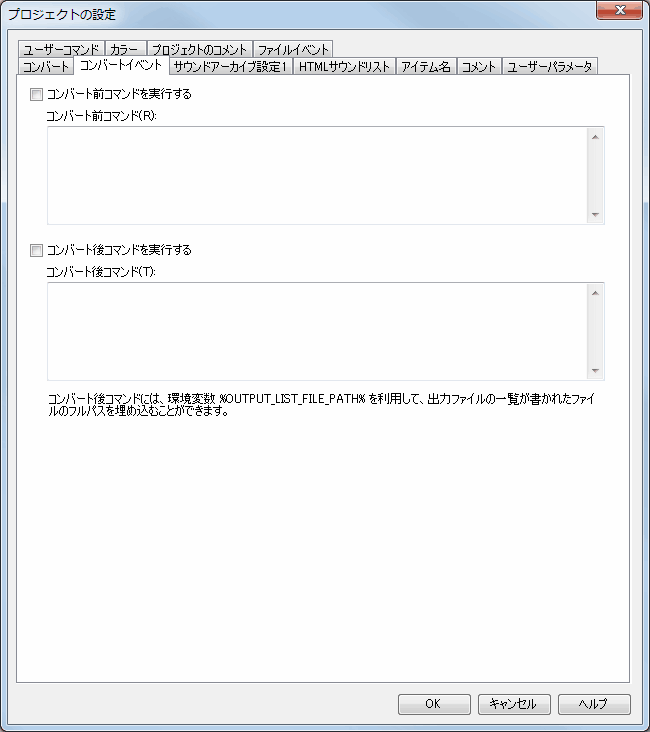 プロジェクトの設定
ユーザーコマンド カラー プロジェクトのコメント ファイルイベント
コンバート コンバートイベント サウンドアーカイブ設定1 HTMLサウンドリスト アイテム名 コメント ユーザーパラメータ
コンバート前コマンドを実行する
コンバート前コマンド(R):
コンバート後コマンドを実行する
コンバート後コマンド(T):
コンバート後コマンドには、環境変数 %OUTPUT_LIST_FILE_PATH% を利用して、出力ファイルの一覧が書かれたファイ
ルのフルパスを埋め込むことができます。
OK キャンセル ヘルプ